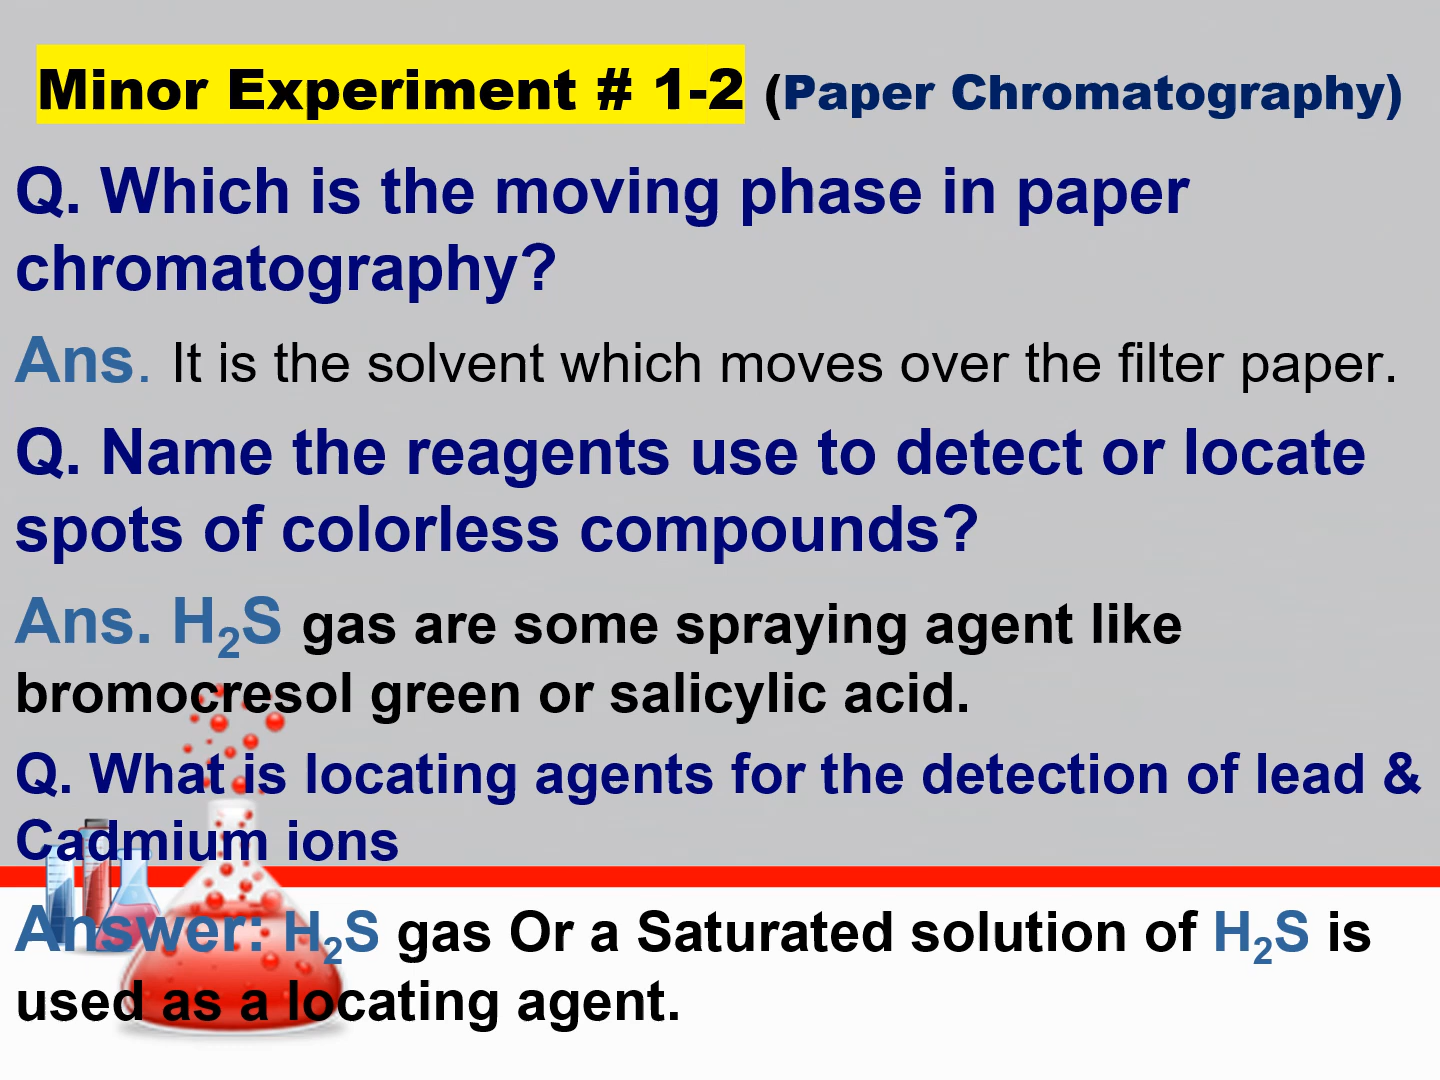 Minor Experiment # 1-2 (Paper Chromatography)
Q. Which is the moving phase in paper
chromatography?
Ans. It is the solvent which moves over the filter paper.
Q. Name the reagents use to detect or locate
spots of colorless compounds?
Ans. H₂S gas are some spraying agent like
bromocresol green or salicylic acid.
Q. What is locating agents for the detection of lead &
Cadmium ions
Answer: H₂S gas Or a Saturated solution of H₂S is
used as a locating agent.